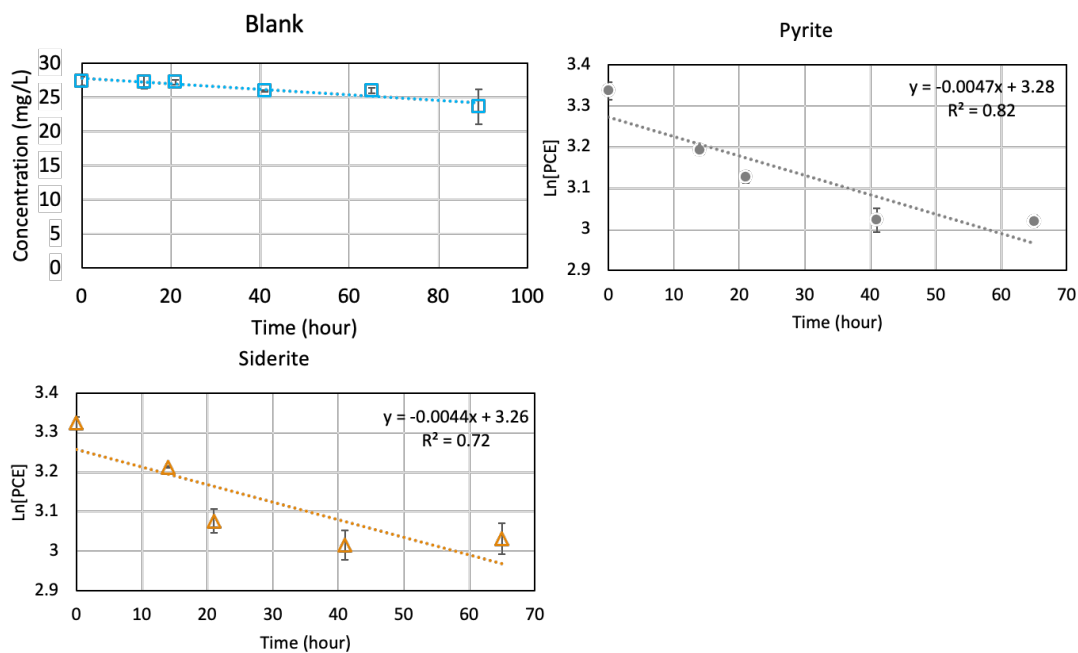 Blank
Concentration (mg/L)
30
25
20
15
10
5
0
0 20 40 60 80 100
Time (hour)
Pyrite
Ln[PCE]
3.4
3.3
3.2
3.1
3
2.9
y = -0.0047x + 3.28
R² = 0.82
0 10 20 30 40 50 60 70
Time (hour)
Siderite
Ln[PCE]
3.4
3.3
3.2
3.1
3
2.9
y = -0.0044x + 3.26
R² = 0.72
0 10 20 30 40 50 60 70
Time (hour)